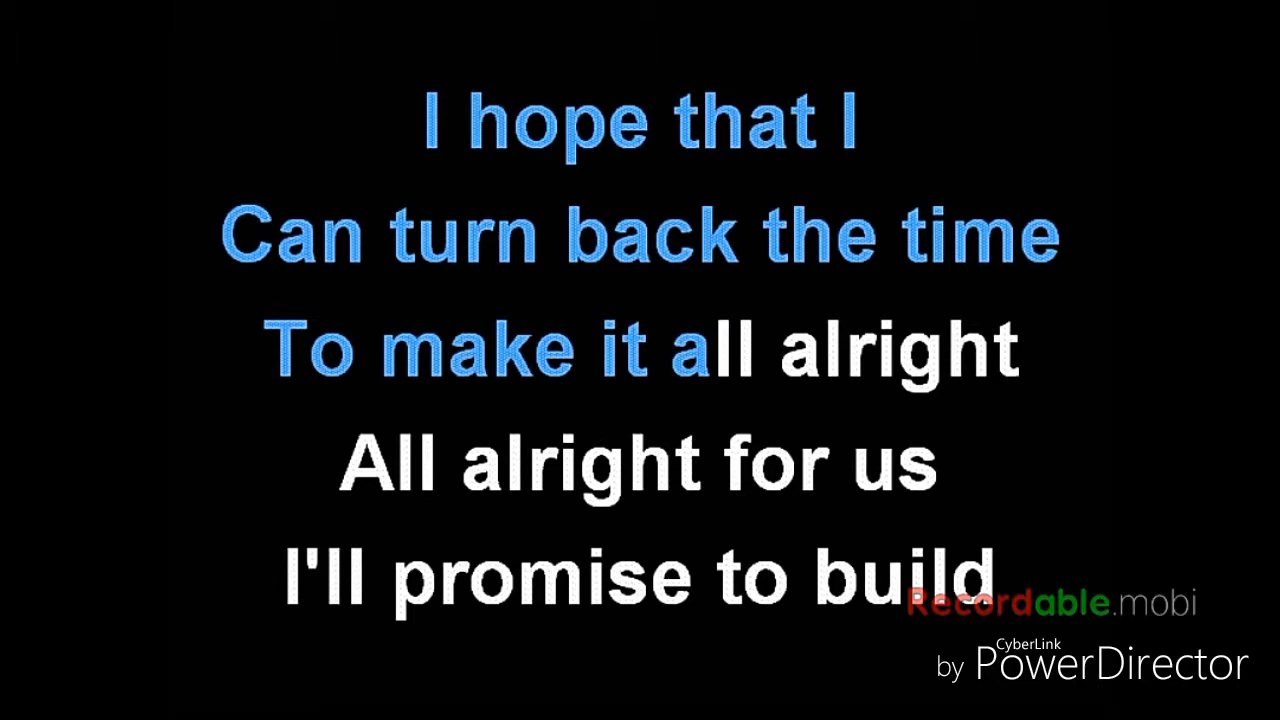 I hope that I
Can turn back the time
To make it all alright
All alright for us
I'll promise to build
Recordable.mobi
CyberLink
by PowerDirector